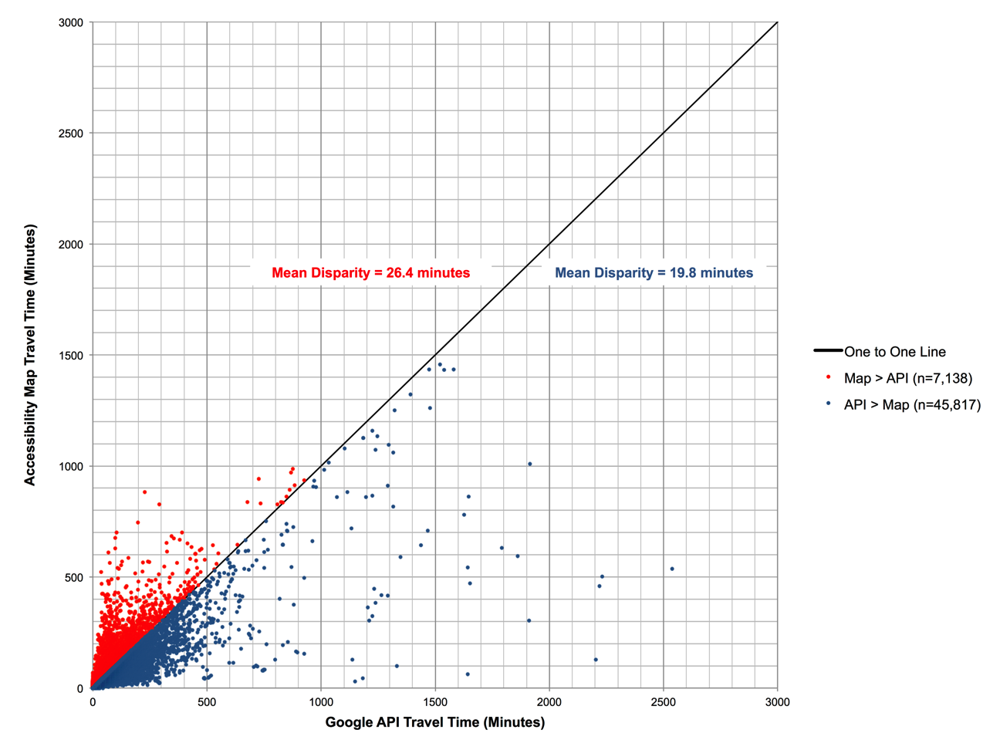 3000
2500
2000
1500
1000
500
0
Accessibility Map Travel Time (Minutes)
Mean Disparity = 26.4 minutes
Mean Disparity = 19.8 minutes
One to One Line
Map > API (n=7,138)
API > Map (n=45,817)
0 500 1000 1500 2000 2500 3000
Google API Travel Time (Minutes)